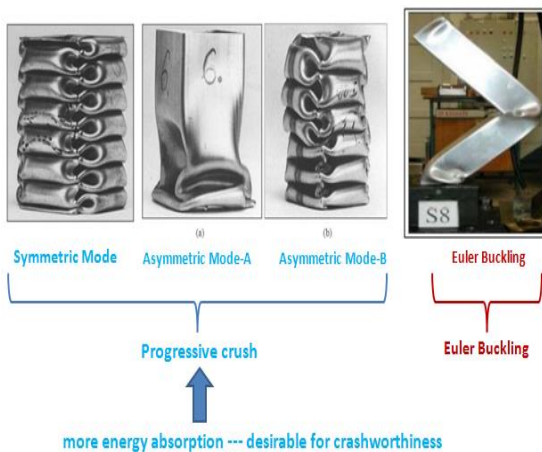 6 6.
S8
(a) (b)
Symmetric Mode Asymmetric Mode-A Asymmetric Mode-B Euler Buckling
Progressive crush Euler Buckling
more energy absorption --- desirable for crashworthiness